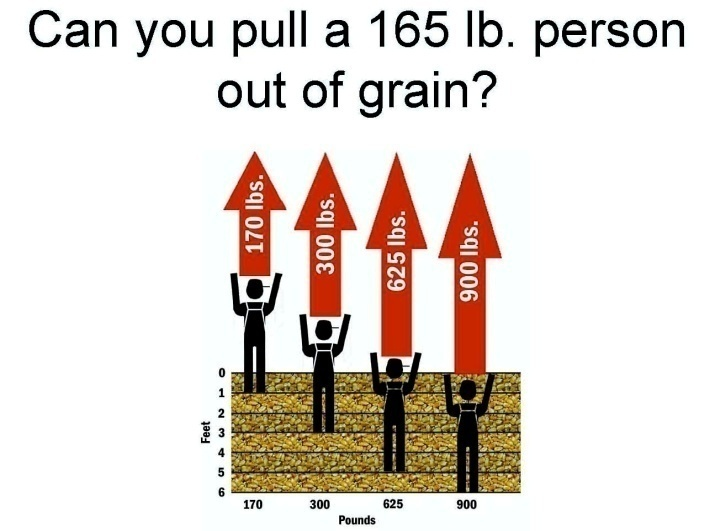 Can you pull a 165 lb. person
out of grain?
170 lbs.
300 lbs.
625 lbs.
900 lbs.
0
1
2
3
4
5
6
Feet
170 300 625 900
Pounds